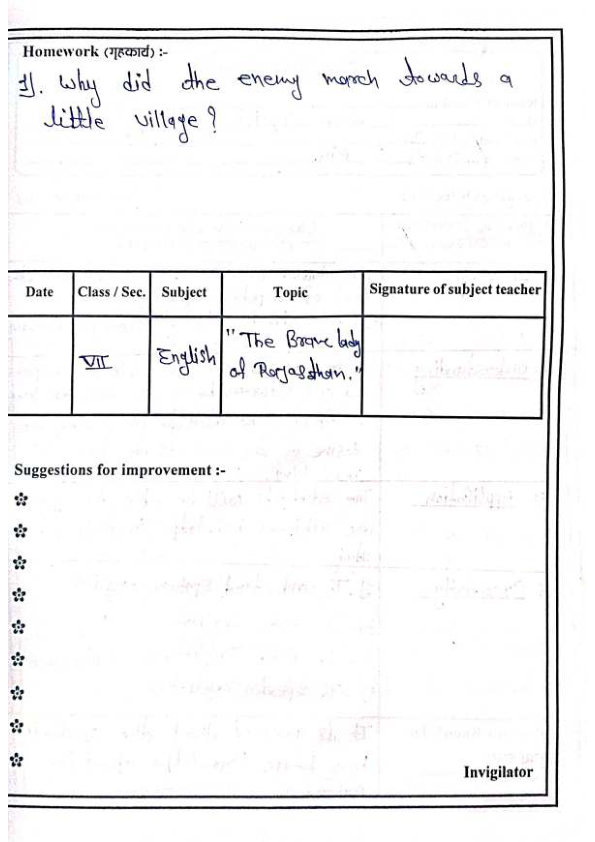 Homework (गृहकार्य) :-
1). Why did the enemy march towards a
little village?
Date Class / Sec. Subject Topic Signature of subject teacher
VII English "The Brave lady
of Rajasthan."
Suggestions for improvement :-
Invigilator